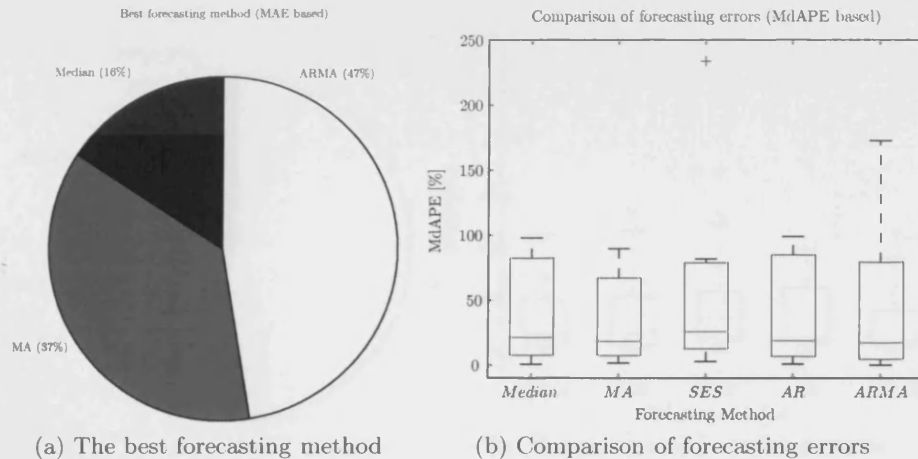 Best forecasting method (MAE based)
Median (16%)
ARMA (47%)
MA (37%)
(a) The best forecasting method
Comparison of forecasting errors (MdAPE based)
250
200
150
100
50
0
MdAPE [%]
Median MA SES AR ARMA
Forecasting Method
(b) Comparison of forecasting errors